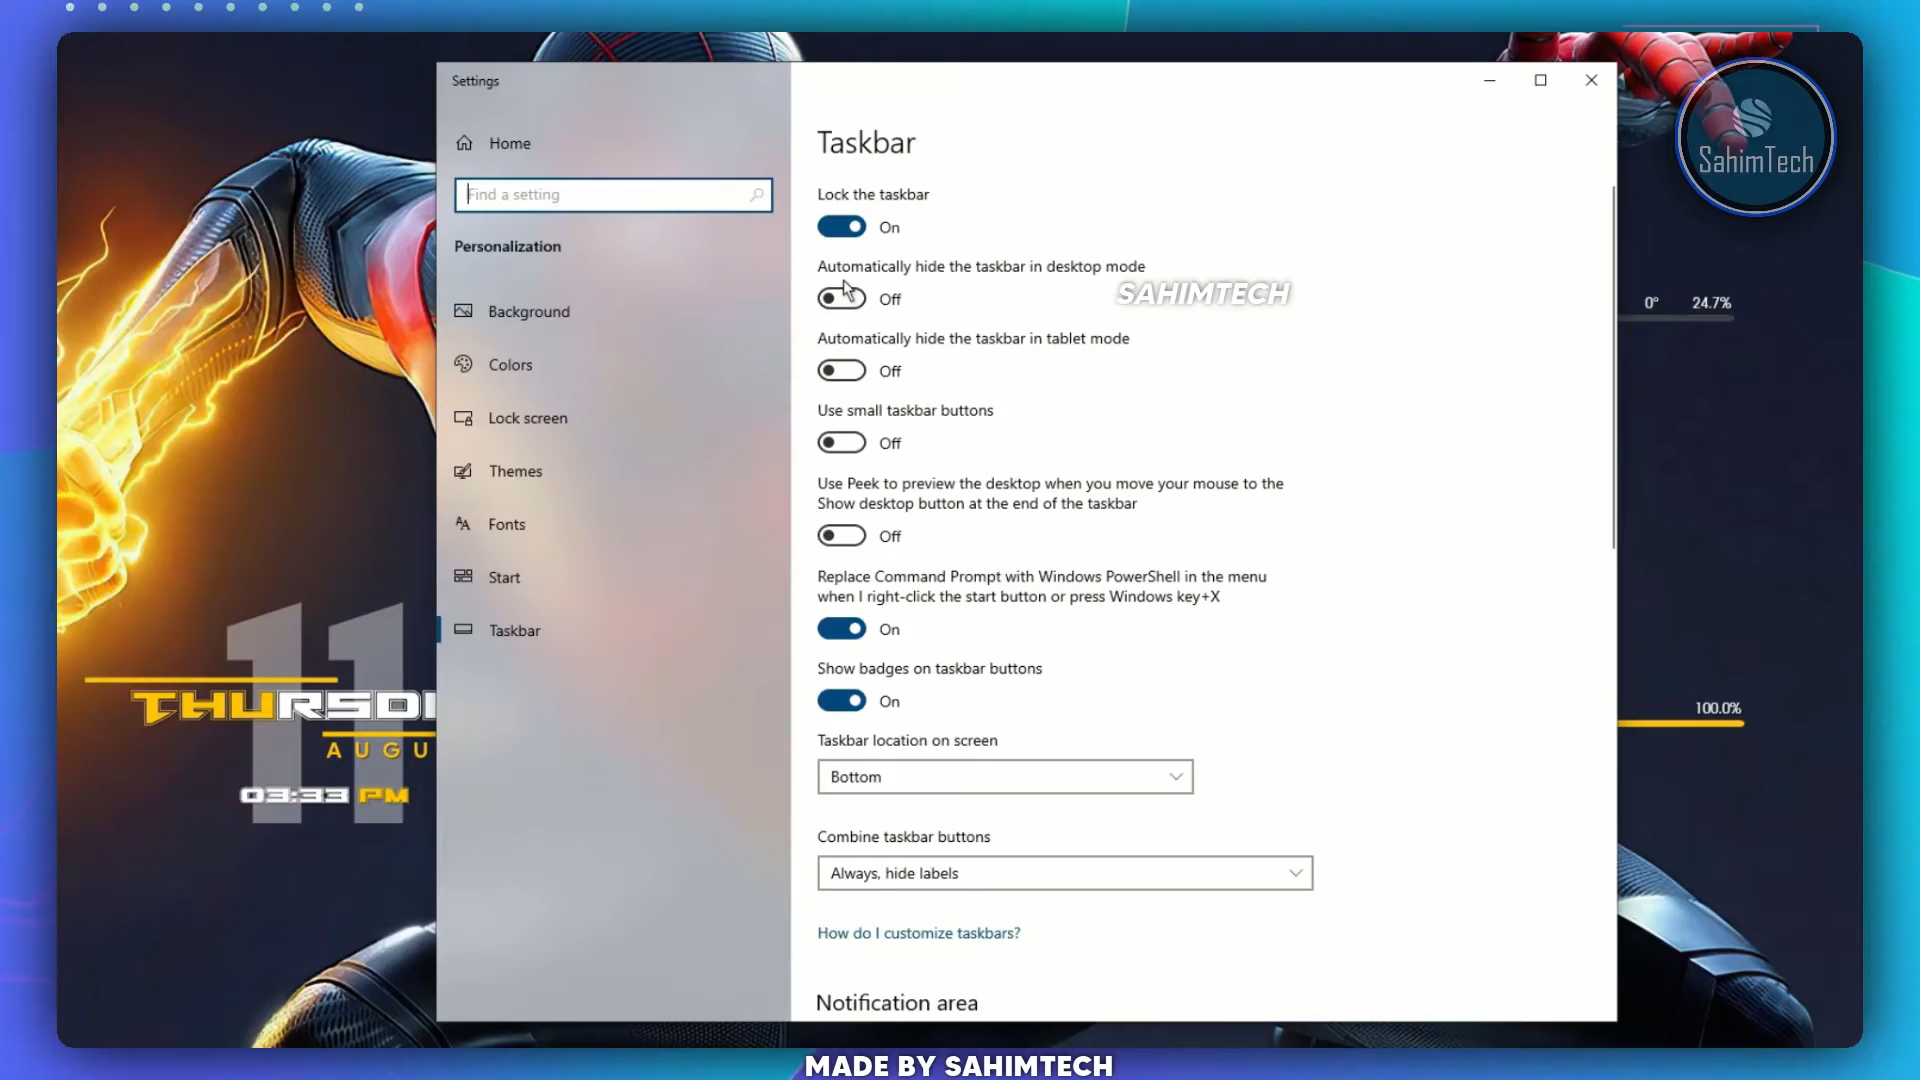 Settings
Home
Find a setting
Personalization
Background
Colors
Lock screen
Themes
Fonts
Start
Taskbar
Taskbar
Lock the taskbar
On
Automatically hide the taskbar in desktop mode
Off
SAHIMTECH
Automatically hide the taskbar in tablet mode
Off
Use small taskbar buttons
Off
Use Peek to preview the desktop when you move your mouse to the
Show desktop button at the end of the taskbar
Off
Replace Command Prompt with Windows PowerShell in the menu
when I right-click the start button or press Windows key+X
On
Show badges on taskbar buttons
On
Taskbar location on screen
Bottom
Combine taskbar buttons
Always, hide labels
How do I customize taskbars?
Notification area
SahimTech
0° 24.7%
100.0%
11
THURSD
AUGU
03:33 PM
MADE BY SAHIMTECH